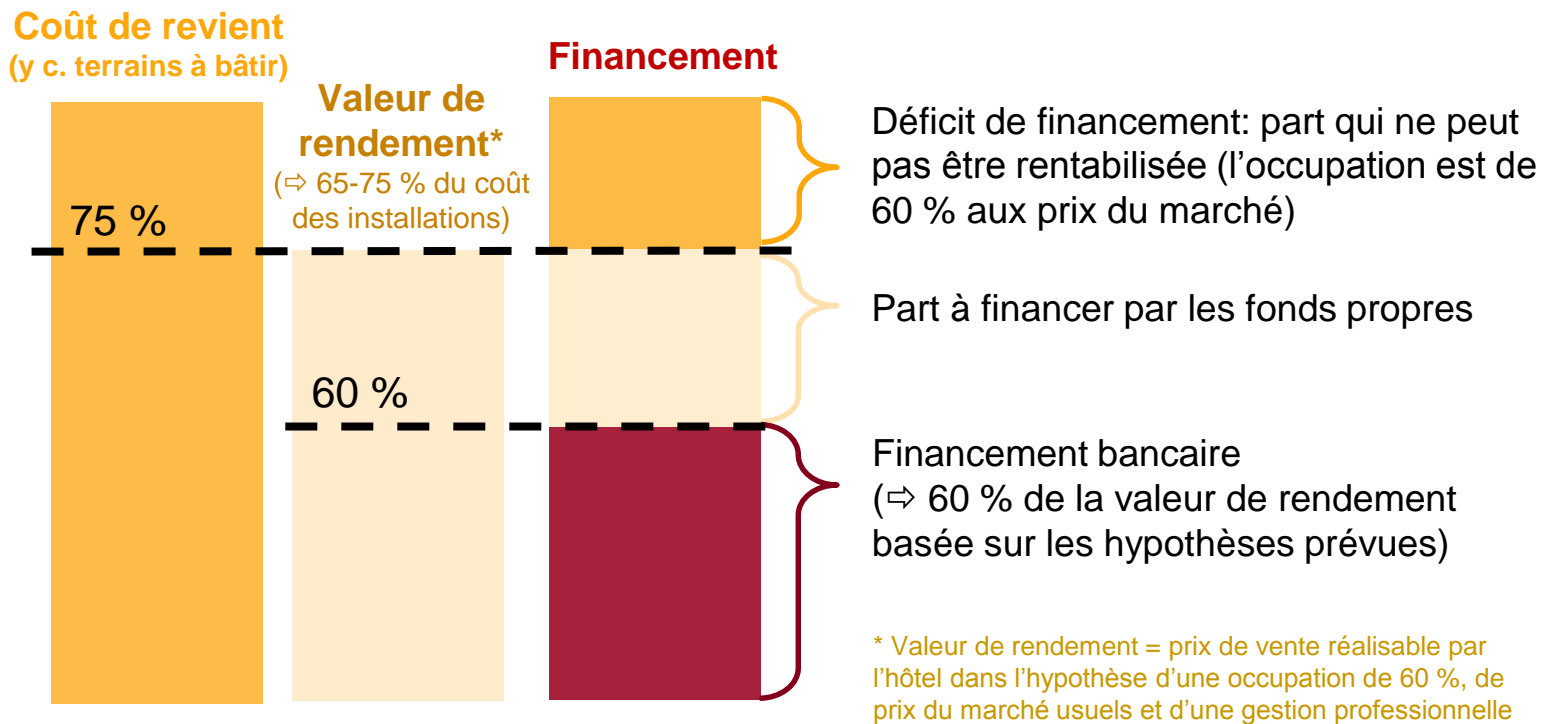 Coût de revient
(y c. terrains à bâtir)
Valeur de
rendement*
(⇨ 65-75 % du coût
des installations)
Financement
75 %
60 %
Déficit de financement: part qui ne peut
pas être rentabilisée (l’occupation est de
60 % aux prix du marché)
Part à financer par les fonds propres
Financement bancaire
(⇨ 60 % de la valeur de rendement
basée sur les hypothèses prévues)
* Valeur de rendement = prix de vente réalisable par
l’hôtel dans l’hypothèse d’une occupation de 60 %, de
prix du marché usuels et d’une gestion professionnelle